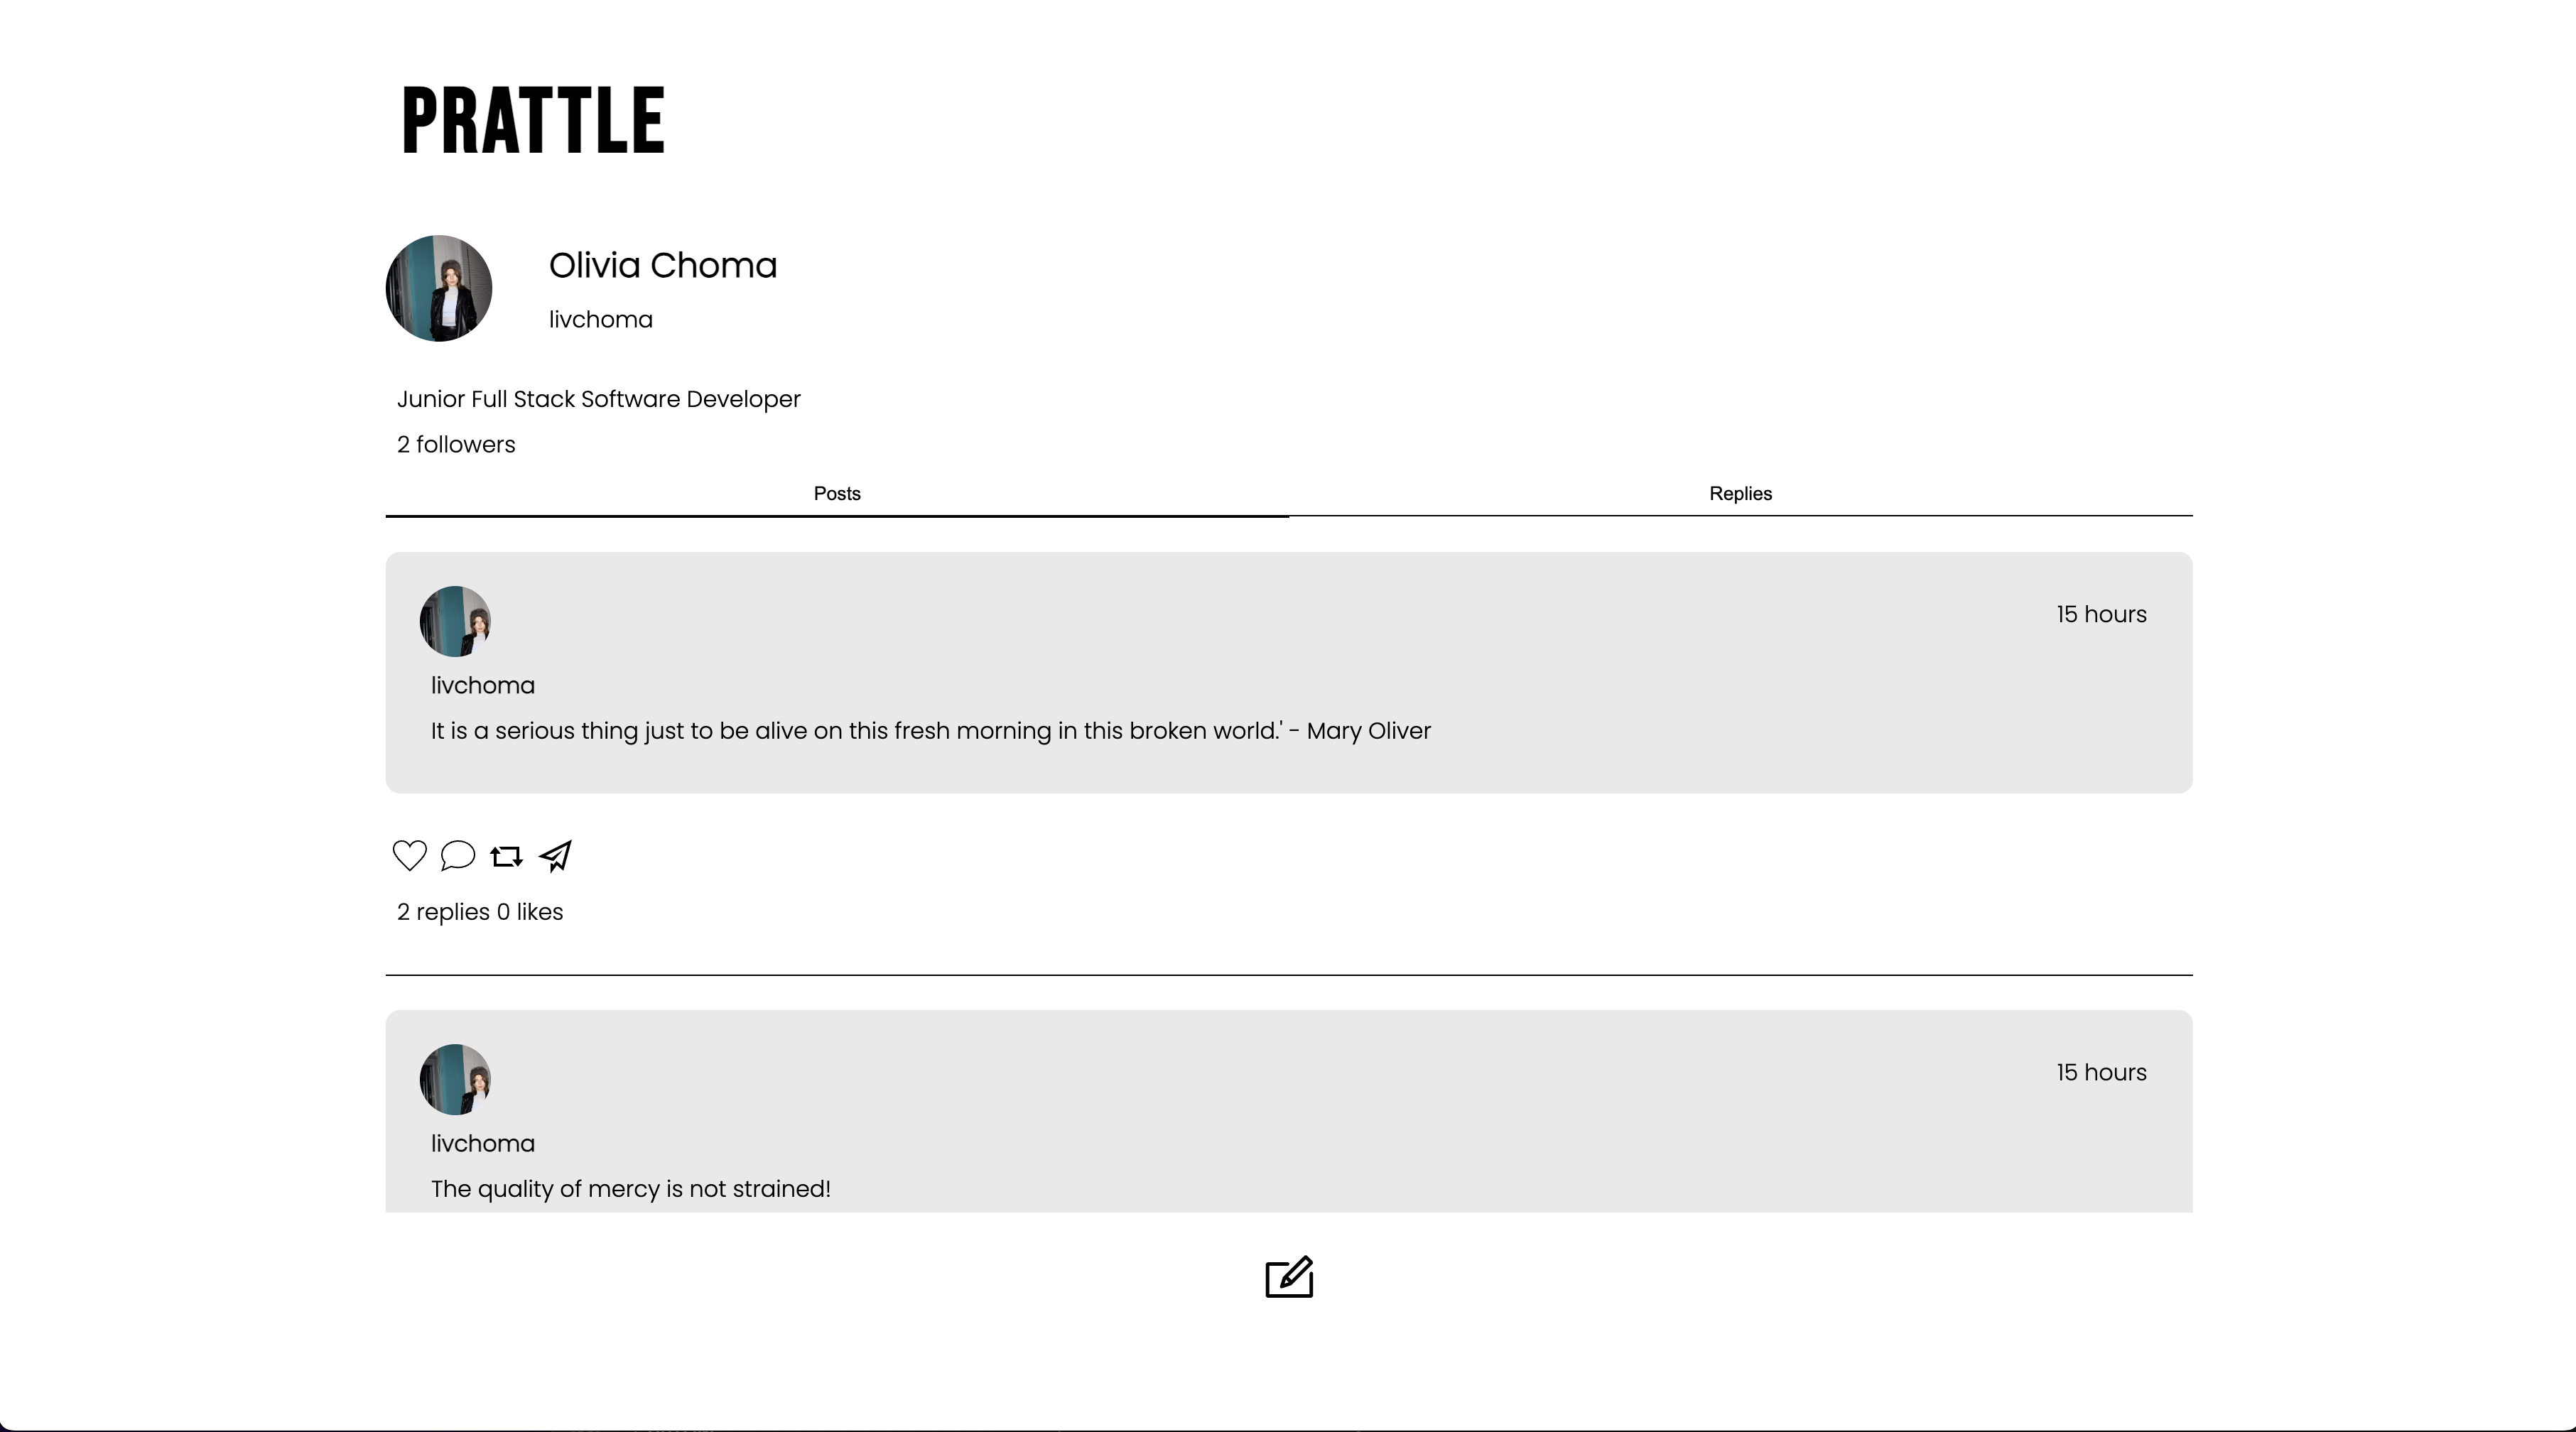 PRATTLE
Olivia Choma
livchoma
Junior Full Stack Software Developer
2 followers
Posts
Replies
15 hours
livchoma
It is a serious thing just to be alive on this fresh morning in this broken world.' - Mary Oliver
2 replies 0 likes
15 hours
livchoma
The quality of mercy is not strained!